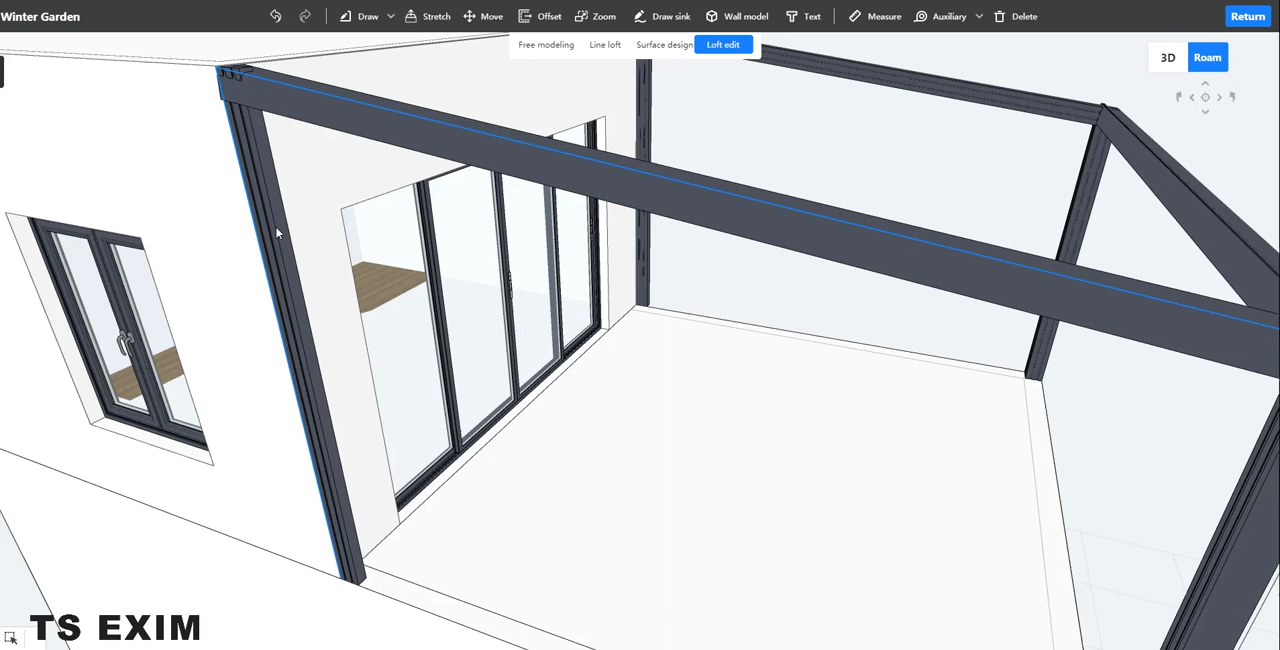 Winter Garden
Draw Stretch Move Offset Zoom Draw sink Wall model Text Measure Auxiliary Delete Return
Free modeling Line loft Surface design Loft edit
3D Roam
TS EXIM